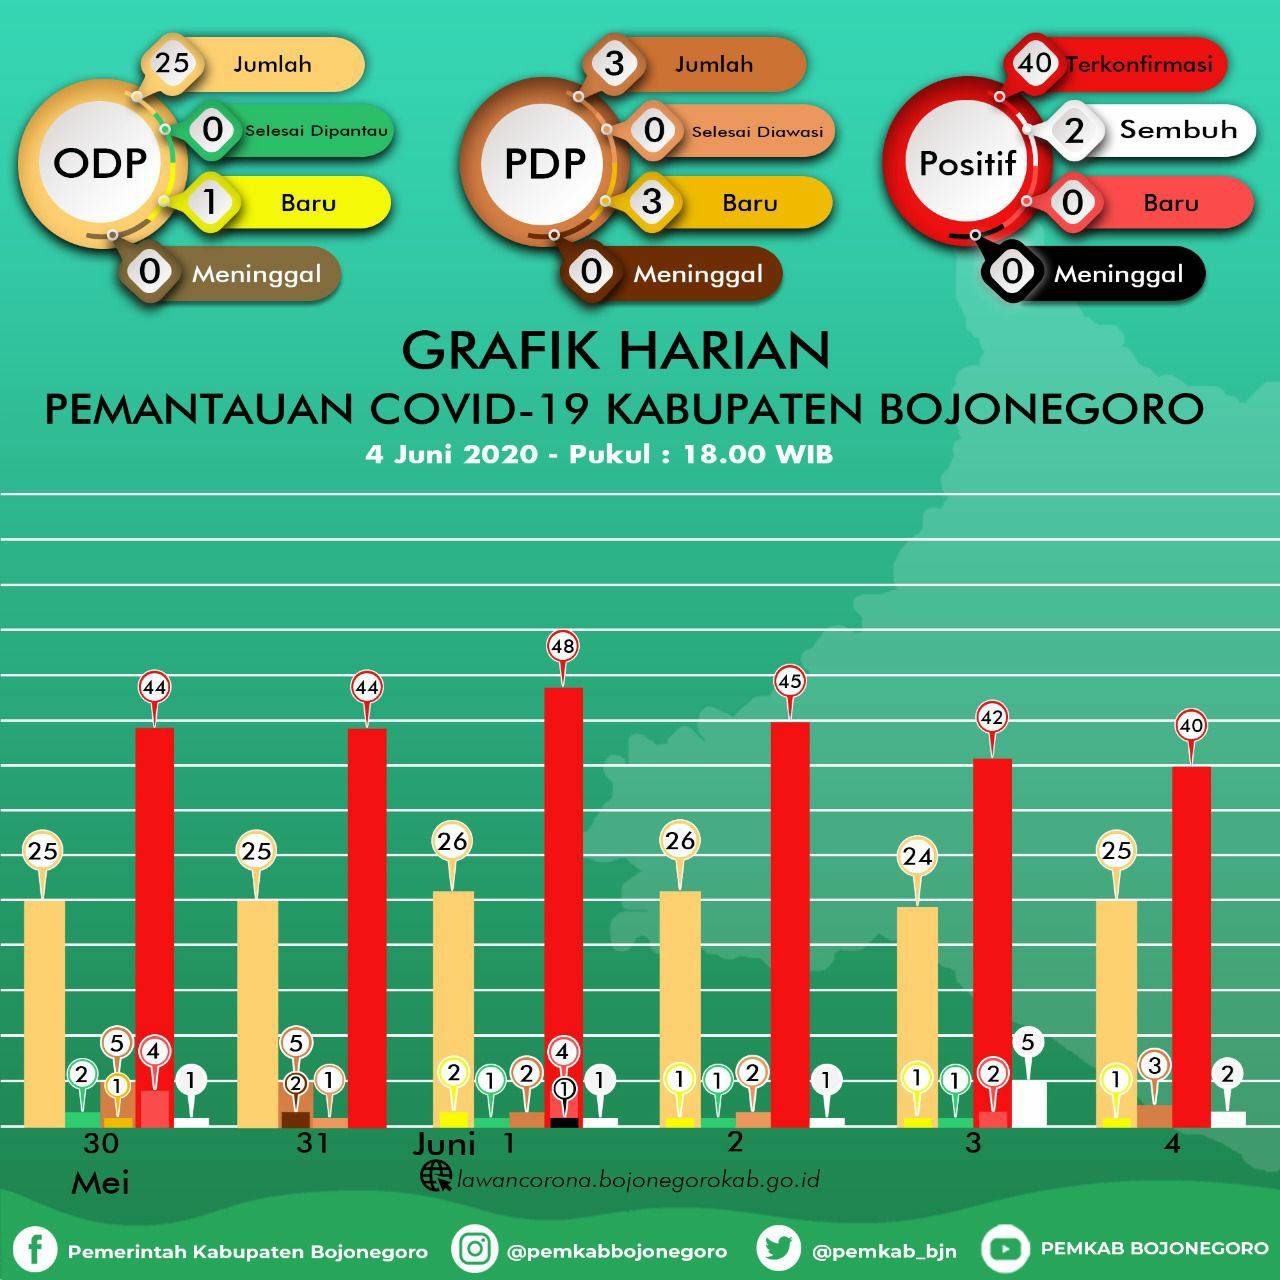 25 Jumlah
0 Selesai Dipantau
ODP
1 Baru
0 Meninggal
3 Jumlah
0 Selesai Diawasi
PDP
3 Baru
0 Meninggal
40 Terkonfirmasi
2 Sembuh
Positif
0 Baru
0 Meninggal
GRAFIK HARIAN
PEMANTAUAN COVID-19 KABUPATEN BOJONEGORO
4 Juni 2020 - Pukul : 18.00 WIB
25 2 5 1 44 4 1
25 5 2 1 44
26 2 1 2 48 4 1 1
26 1 1 2 45 1
24 1 1 42 2 5
25 1 3 40 2
30 31 Juni 1 2 3 4
Mei
lawancorona.bojonegorokab.go.id
Pemerintah Kabupaten Bojonegoro
@pemkabbojonegoro
@pemkab_bjn
PEMKAB BOJONEGORO